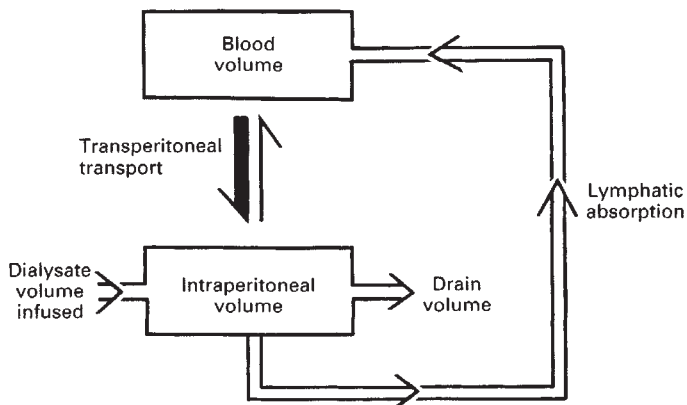 Blood
volume
Transperitoneal
transport
Lymphatic
absorption
Dialysate
volume
infused
Intraperitoneal
volume
Drain
volume